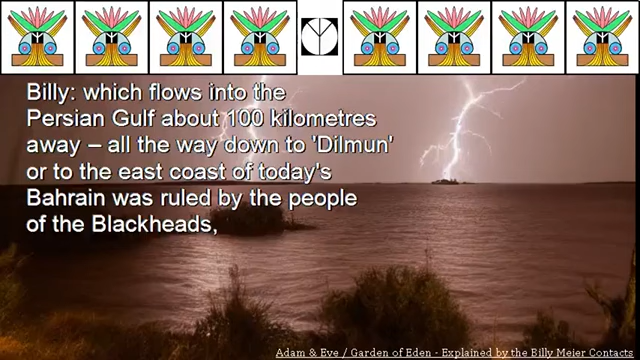 Billy: which flows into the
Persian Gulf about 100 kilometres
away – all the way down to 'Dilmun'
or to the east coast of today's
Bahrain was ruled by the people
of the Blackheads,
Adam & Eve / Garden of Eden - Explained by the Billy Meier Contacts